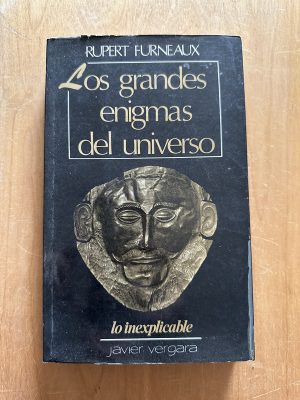 RUPERT FURNEAUX
Los grandes
enigmas
del universo
lo inexplicable
javier vergara